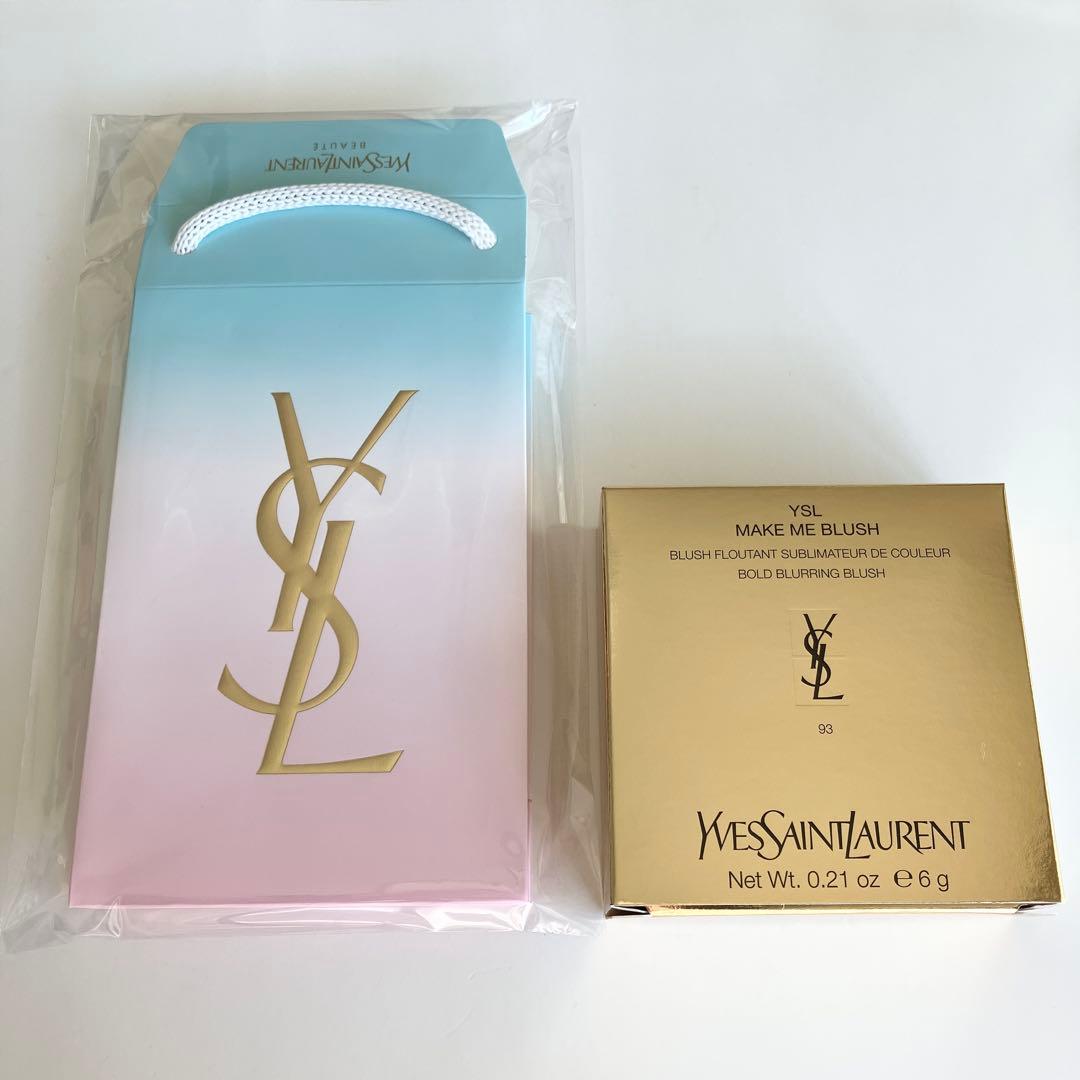 YVESSAINTLAURENT
BEAUTÉ
YSL
YSL
MAKE ME BLUSH
BLUSH FLOUTANT SUBLIMATEUR DE COULEUR
BOLD BLURRING BLUSH
YSL
93
YVESSAINTLAURENT
Net Wt. 0.21 oz ℮ 6 g